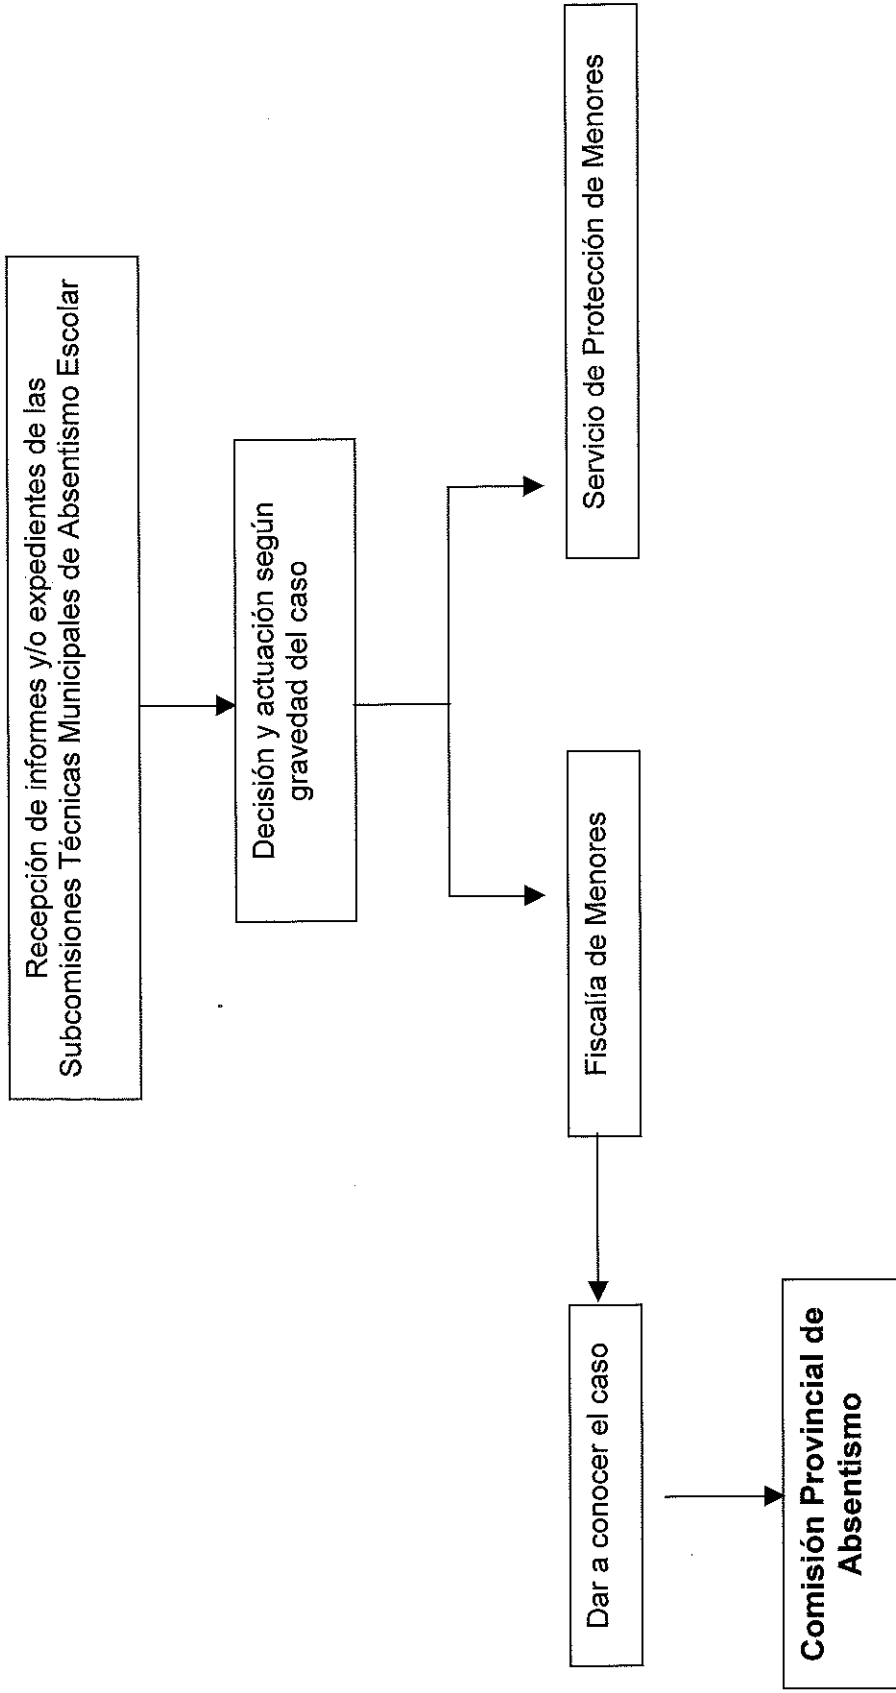 Recepción de informes y/o expedientes de las
Subcomisiones Técnicas Municipales de Absentismo Escolar
Decisión y actuación según
gravedad del caso
Fiscalía de Menores
Servicio de Protección de Menores
Dar a conocer el caso
Comisión Provincial de
Absentismo